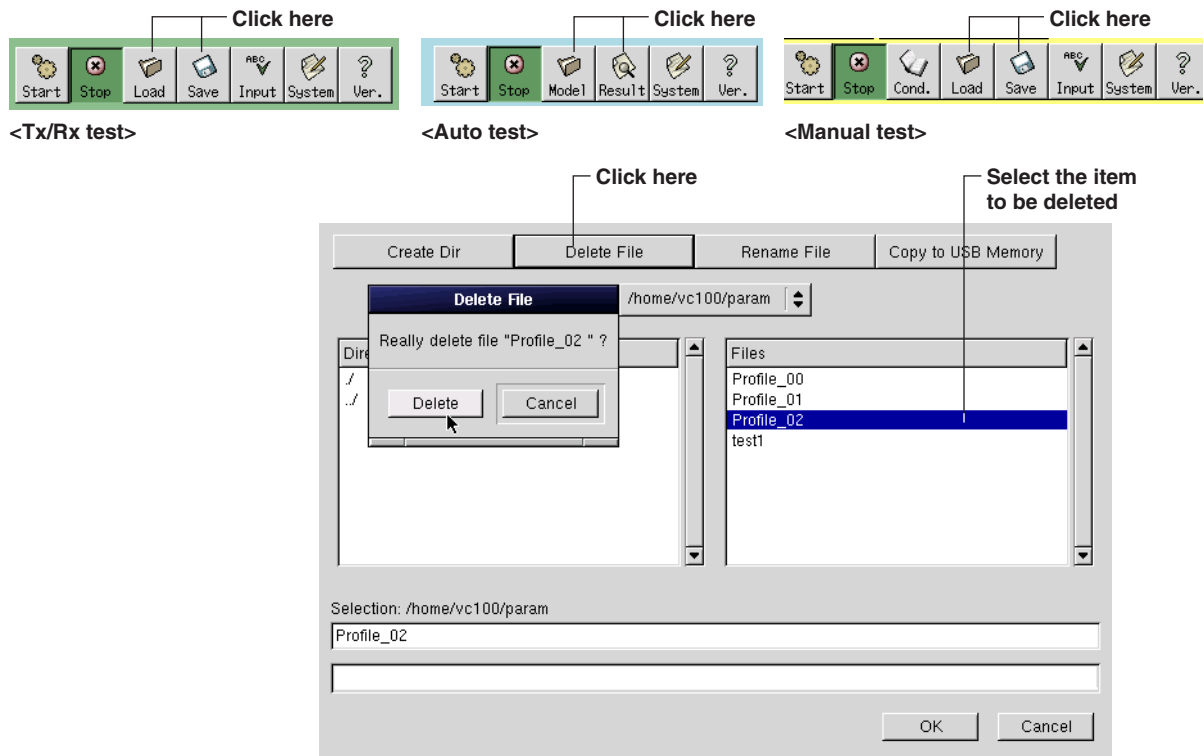 Click here
Click here
Click here
Start Stop Load Save Input System Ver.
Start Stop Model Result System Ver.
Start Stop Cond. Load Save Input System Ver.
<Tx/Rx test>
<Auto test>
<Manual test>
Click here
Select the item
to be deleted
Create Dir
Delete File
Rename File
Copy to USB Memory
Delete File
/home/vc100/param
Really delete file "Profile_02 " ?
Delete
Cancel
Dire
./
../
Files
Profile_00
Profile_01
Profile_02
test1
Selection: /home/vc100/param
Profile_02
OK
Cancel